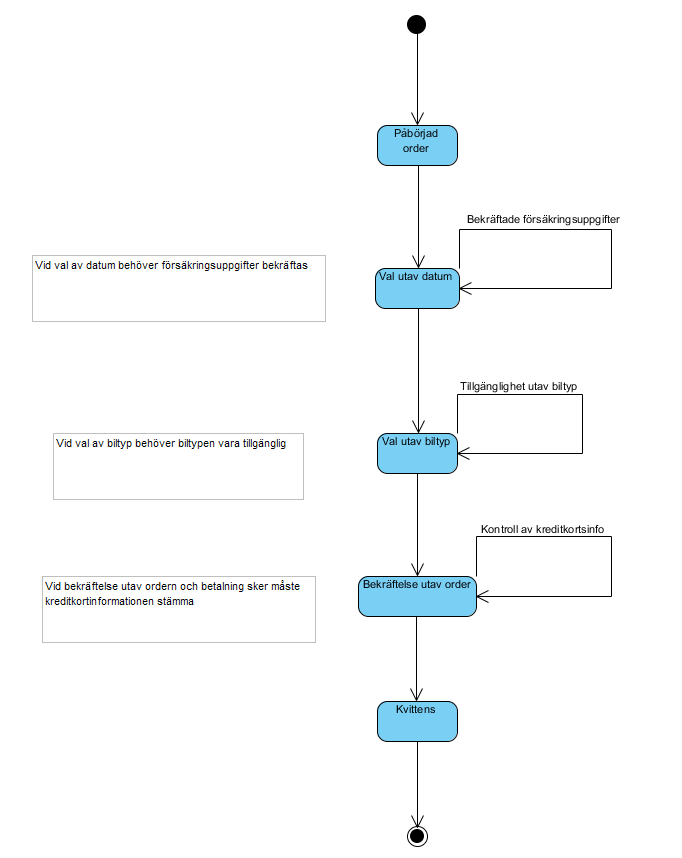 Påbörjad
order
Bekräftade försäkringsuppgifter
Vid val av datum behöver försäkringsuppgifter bekräftas
Val utav datum
Tillgänglighet utav biltyp
Vid val av biltyp behöver biltypen vara tillgänglig
Val utav biltyp
Kontroll av kreditkortsinfo
Vid bekräftelse utav ordern och betalning sker måste
kreditkortinformationen stämma
Bekräftelse utav order
Kvittens